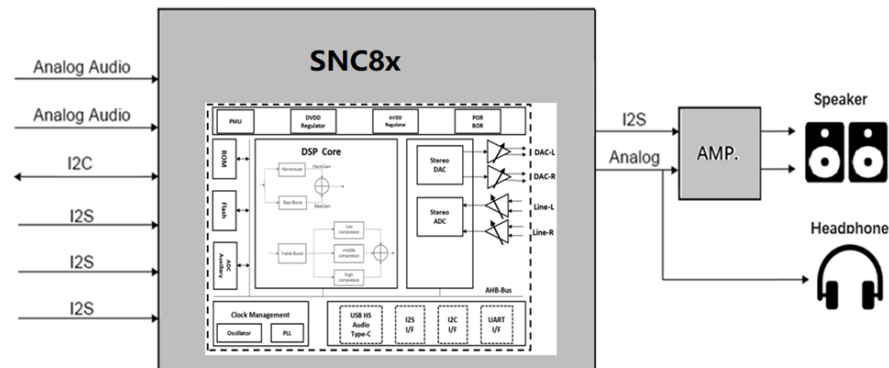 SNC8x
Analog Audio
Analog Audio
I2C
I2S
I2S
I2S
PMU
DVDD
Regulator
AVDD
Regulator
POR
BOR
ROM
Flash
ADC
Auxiliary
DSP Core
Harmonizer
HarmGain
Bass Boost
BassGain
Treble Boost
Low
compressor
middle
compressor
high
compressor
Stereo
DAC
Stereo
ADC
DAC-L
DAC-R
Line-L
Line-R
AHB-Bus
Clock Management
Oscillator
PLL
USB HS
Audio
Type-C
I2S
I/F
I2C
I/F
UART
I/F
I2S
Analog
AMP.
Speaker
Headphone